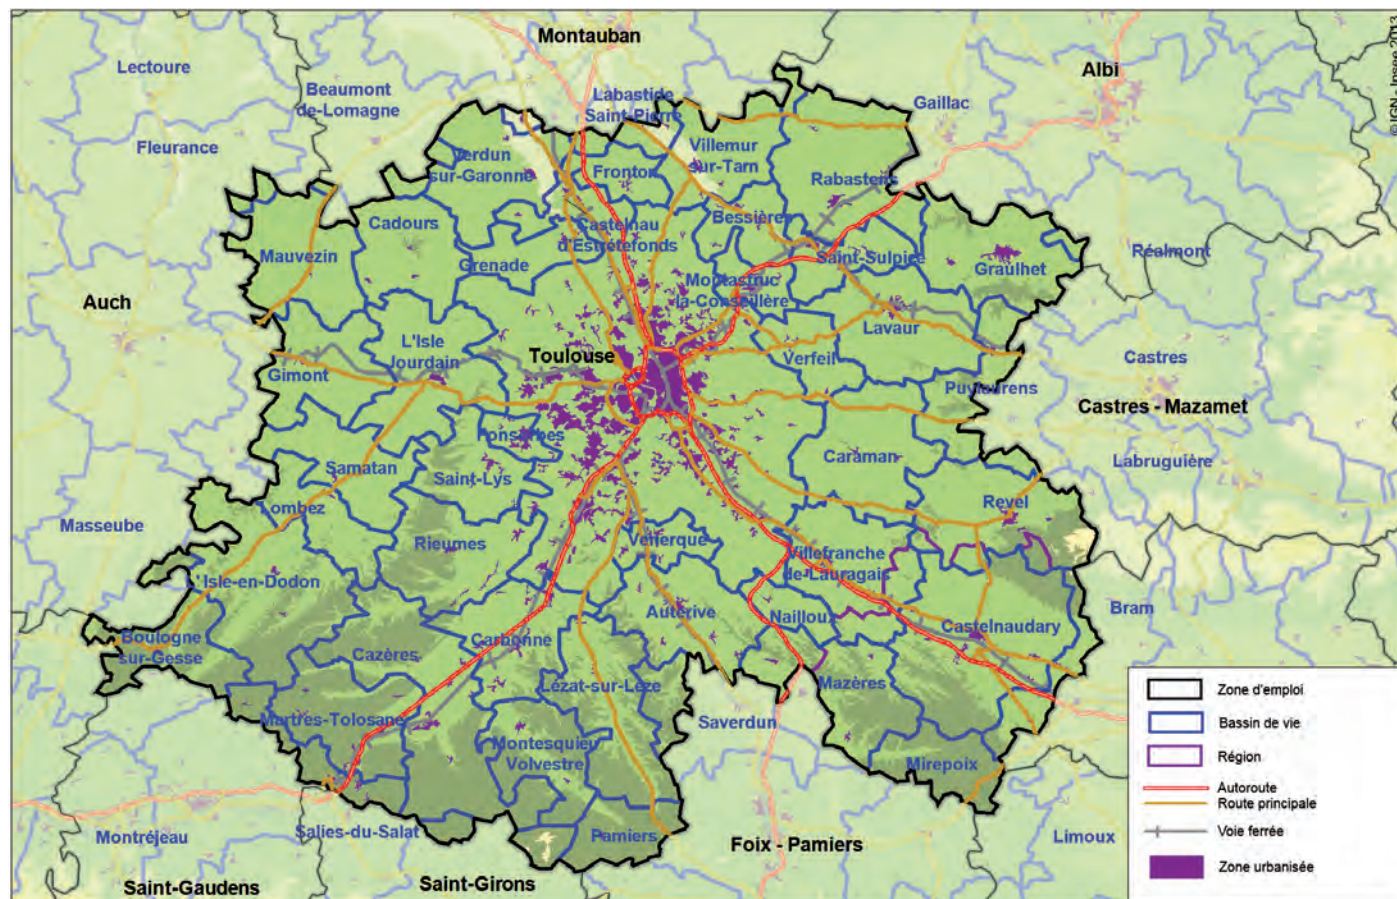 Montauban
Lectoure
Beaumont
de-Lomagne
Labastide
Saint-Pierre
Albi
Gaillac
©IGN - Insee 2013
Fleurance
Verdun
sur-Garonne
Fronton
Villemur
sur-Tarn
Rabastens
Cadours
Castelnau
d'Estrétefonds
Bessières
Mauvezin
Grenade
Saint-Sulpice
Graulhet
Réalmont
Montastruc
la-Conseillère
Auch
L'Isle
Jourdain
Toulouse
Lavaur
Verfeil
Castres
Gimont
Puylaurens
Castres - Mazamet
Fonsorbes
Caraman
Labruguière
Samatan
Saint-Lys
Revel
Lombez
Masseube
Rieumes
Venerque
Villefranche
de-Lauragais
L'Isle-en-Dodon
Bram
Auterive
Nailloux
Castelnaudary
Boulogne
sur-Gesse
Carbonne
Cazères
Mazères
Lézat-sur-Lèze
Martres-Tolosane
Saverdun
Montesquieu
Volvestre
Mirepoix
Salies-du-Salat
Pamiers
Montréjeau
Foix - Pamiers
Limoux
Saint-Gaudens
Saint-Girons
Zone d'emploi
Bassin de vie
Région
Autoroute
Route principale
Voie ferrée
Zone urbanisée